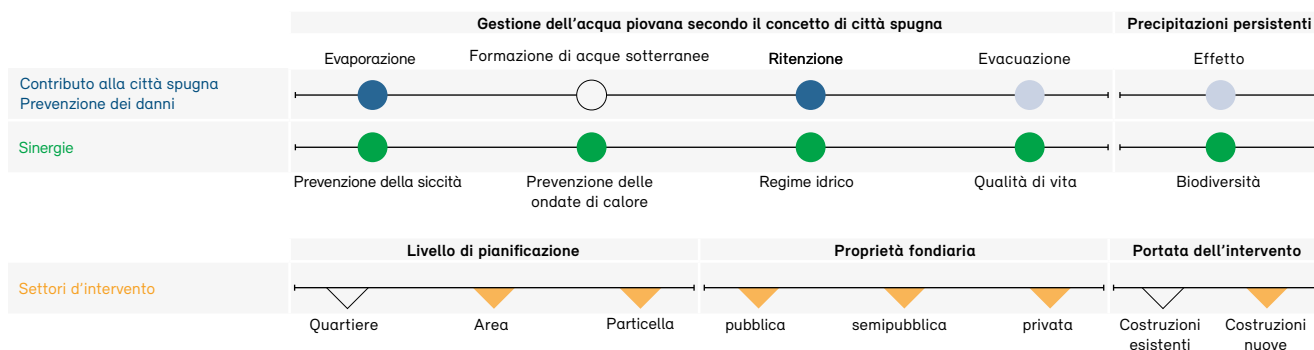 Gestione dell'acqua piovana secondo il concetto di città spugna
Precipitazioni persistenti
Evaporazione
Formazione di acque sotterranee
Ritenzione
Evacuazione
Effetto
Contributo alla città spugna
Prevenzione dei danni
Sinergie
Prevenzione della siccità
Prevenzione delle
ondate di calore
Regime idrico
Qualità di vita
Biodiversità
Livello di pianificazione
Proprietà fondiaria
Portata dell'intervento
Settori d'intervento
Quartiere
Area
Particella
pubblica
semipubblica
privata
Costruzioni
esistenti
Costruzioni
nuove